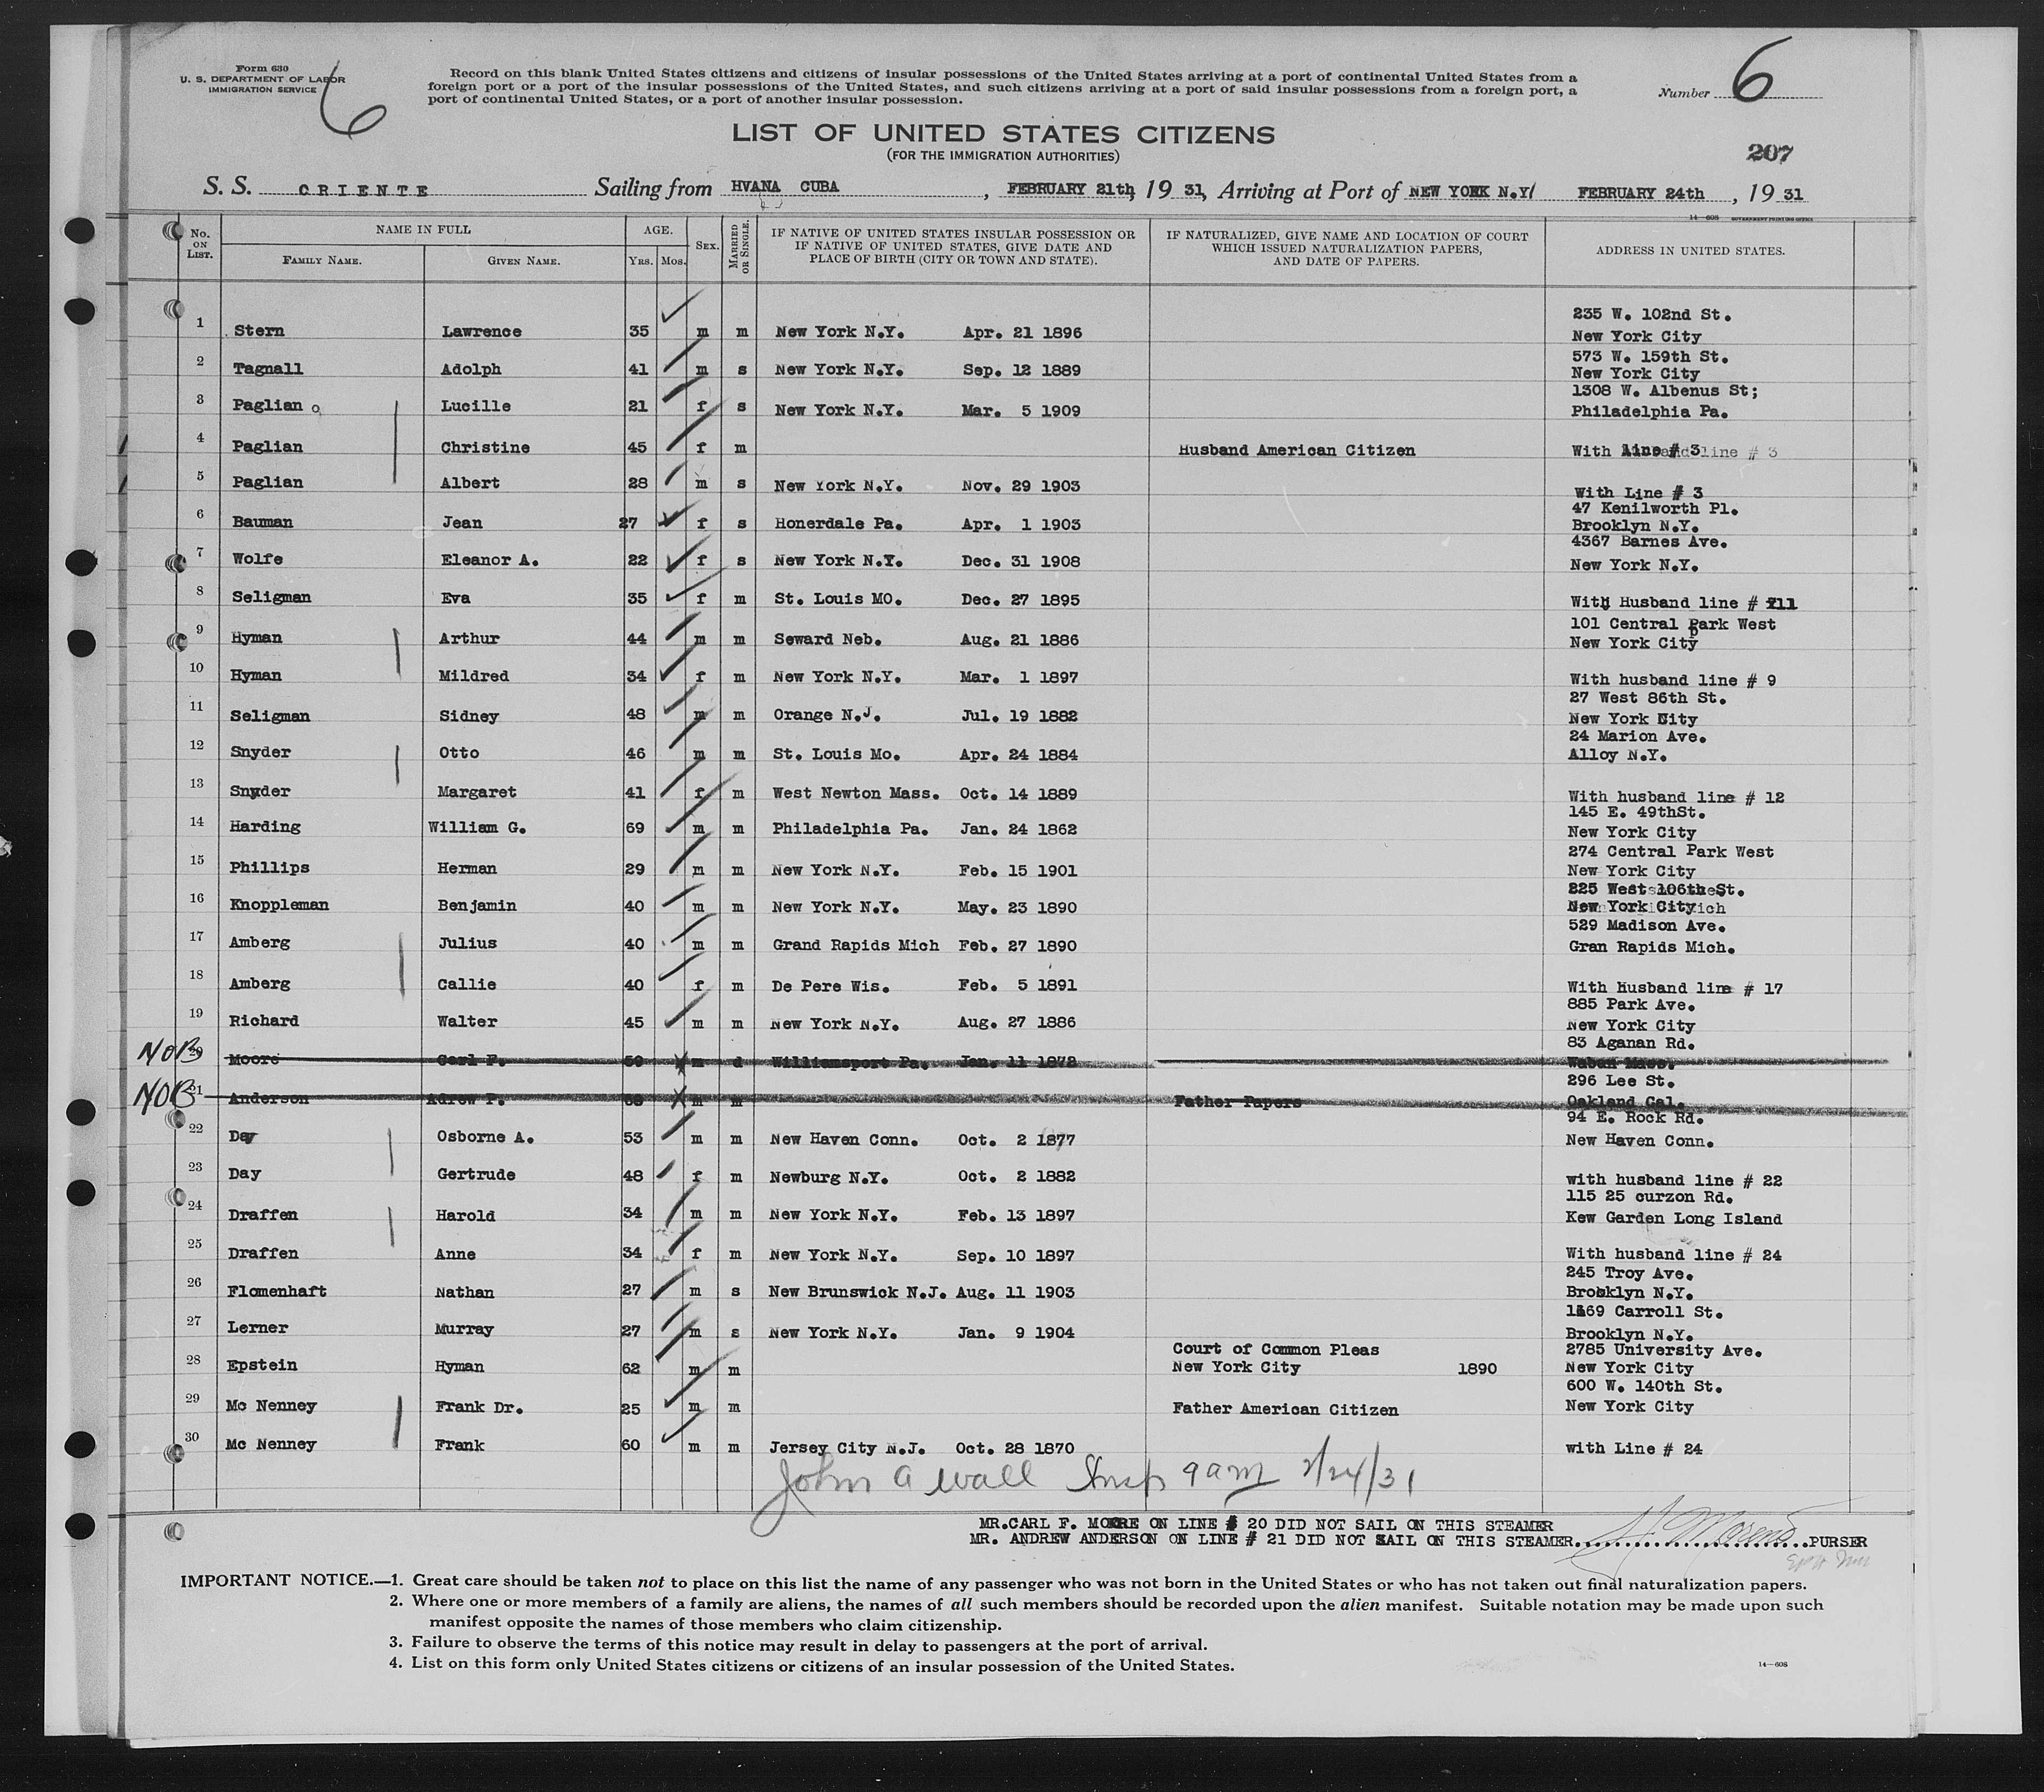 Form 630
U. S. DEPARTMENT OF LABOR
IMMIGRATION SERVICE
6
Record on this blank United States citizens and citizens of insular possessions of the United States arriving at a port of continental United States from a
foreign port or a port of the insular possessions of the United States, and such citizens arriving at a port of said insular possessions from a foreign port, a
port of continental United States, or a port of another insular possession.
Number 6
LIST OF UNITED STATES CITIZENS
(FOR THE IMMIGRATION AUTHORITIES)
207
S. S. ORIENTE Sailing from HVANA CUBA, FEBRUARY 21th, 19 31, Arriving at Port of NEW YORK N.Y/ FEBRUARY 24th, 19 31
14—608 GOVERNMENT PRINTING OFFICE
No. ON LIST. NAME IN FULL FAMILY NAME. GIVEN NAME. AGE. YRS. MOS. SEX. MARRIED OR SINGLE. IF NATIVE OF UNITED STATES INSULAR POSSESSION OR IF NATIVE OF UNITED STATES, GIVE DATE AND PLACE OF BIRTH (CITY OR TOWN AND STATE). IF NATURALIZED, GIVE NAME AND LOCATION OF COURT WHICH ISSUED NATURALIZATION PAPERS, AND DATE OF PAPERS. ADDRESS IN UNITED STATES.
235 W. 102nd St.
1 Stern Lawrence 35 m m New York N.Y. Apr. 21 1896 New York City
573 W. 159th St.
2 Tagnall Adolph 41 m s New York N.Y. Sep. 12 1889 New York City
1308 W. Albenus St;
3 Paglian o Lucille 21 f s New York N.Y. Mar. 5 1909 Philadelphia Pa.
4 Paglian Christine 45 f m Husband American Citizen With line # 3
5 Paglian Albert 28 m s New York N.Y. Nov. 29 1903 With Line # 3
47 Kenilworth Pl.
6 Bauman Jean 27 f s Honerdale Pa. Apr. 1 1903 Brooklyn N.Y.
4367 Barnes Ave.
7 Wolfe Eleanor A. 22 f s New York N.Y. Dec. 31 1908 New York N.Y.
8 Seligman Eva 35 f m St. Louis MO. Dec. 27 1895 With Husband line # 11
101 Central Park West
9 Hyman Arthur 44 m m Seward Neb. Aug. 21 1886 New York City
10 Hyman Mildred 34 f m New York N.Y. Mar. 1 1897 With husband line # 9
27 West 86th St.
11 Seligman Sidney 48 m m Orange N.J. Jul. 19 1882 New York City
24 Marion Ave.
12 Snyder Otto 46 m m St. Louis Mo. Apr. 24 1884 Alloy N.Y.
13 Snyder Margaret 41 f m West Newton Mass. Oct. 14 1889 With husband line # 12
145 E. 49thSt.
14 Harding William G. 69 m m Philadelphia Pa. Jan. 24 1862 New York City
274 Central Park West
15 Phillips Herman 29 m m New York N.Y. Feb. 15 1901 New York City
225 West 106th St.
16 Knoppleman Benjamin 40 m m New York N.Y. May. 23 1890 New York City
529 Madison Ave.
17 Amberg Julius 40 m m Grand Rapids Mich Feb. 27 1890 Gran Rapids Mich.
18 Amberg Callie 40 f m De Pere Wis. Feb. 5 1891 With husband line # 17
885 Park Ave.
19 Richard Walter 45 m m New York N.Y. Aug. 27 1886 New York City
83 Aganan Rd.
NOB 20 Moore Carl F. 59 m d Williamsport Pa. Jan. 11 1872 Waban Mass.
296 Lee St.
NOB 21 Anderson Adrew P. m m Father Papers Oakland Cal.
94 E. Rock Rd.
22 Day Osborne A. 53 m m New Haven Conn. Oct. 2 1877 New Haven Conn.
23 Day Gertrude 48 f m Newburg N.Y. Oct. 2 1882 with husband line # 22
115 25 curzon Rd.
24 Draffen Harold 34 m m New York N.Y. Feb. 13 1897 Kew Garden Long Island
25 Draffen Anne 34 f m New York N.Y. Sep. 10 1897 With husband line # 24
245 Troy Ave.
26 Flomenhaft Nathan 27 m s New Brunswick N.J. Aug. 11 1903 Brooklyn N.Y.
1169 Carroll St.
27 Lerner Murray 27 m s New York N.Y. Jan. 9 1904 Brooklyn N.Y.
Court of Common Pleas 2785 University Ave.
28 Epstein Hyman 62 m m New York City 1890 New York City
600 W. 140th St.
29 Mc Nenney Frank Dr. 25 m m Father American Citizen New York City
30 Mc Nenney Frank 60 m m Jersey City N.J. Oct. 28 1870 with Line # 24
John A Wall Insp 9 am 2/24/31
MR.CARL F. MOORE ON LINE # 20 DID NOT SAIL ON THIS STEAMER
MR. ANDREW ANDERSON ON LINE # 21 DID NOT SAIL ON THIS STEAMER. H. Moreno PURSER
IMPORTANT NOTICE.—1. Great care should be taken not to place on this list the name of any passenger who was not born in the United States or who has not taken out final naturalization papers.
2. Where one or more members of a family are aliens, the names of all such members should be recorded upon the alien manifest. Suitable notation may be made upon such
manifest opposite the names of those members who claim citizenship.
3. Failure to observe the terms of this notice may result in delay to passengers at the port of arrival.
4. List on this form only United States citizens or citizens of an insular possession of the United States.
14—608